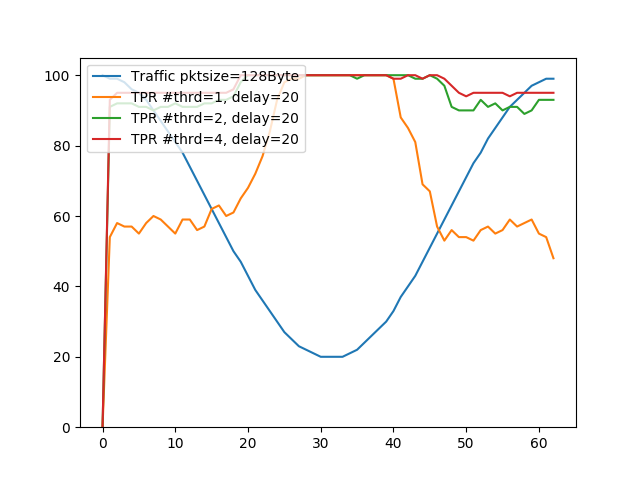 100
80
60
40
20
0
Traffic pktsize=128Byte
TPR #thrd=1, delay=20
TPR #thrd=2, delay=20
TPR #thrd=4, delay=20
0 10 20 30 40 50 60